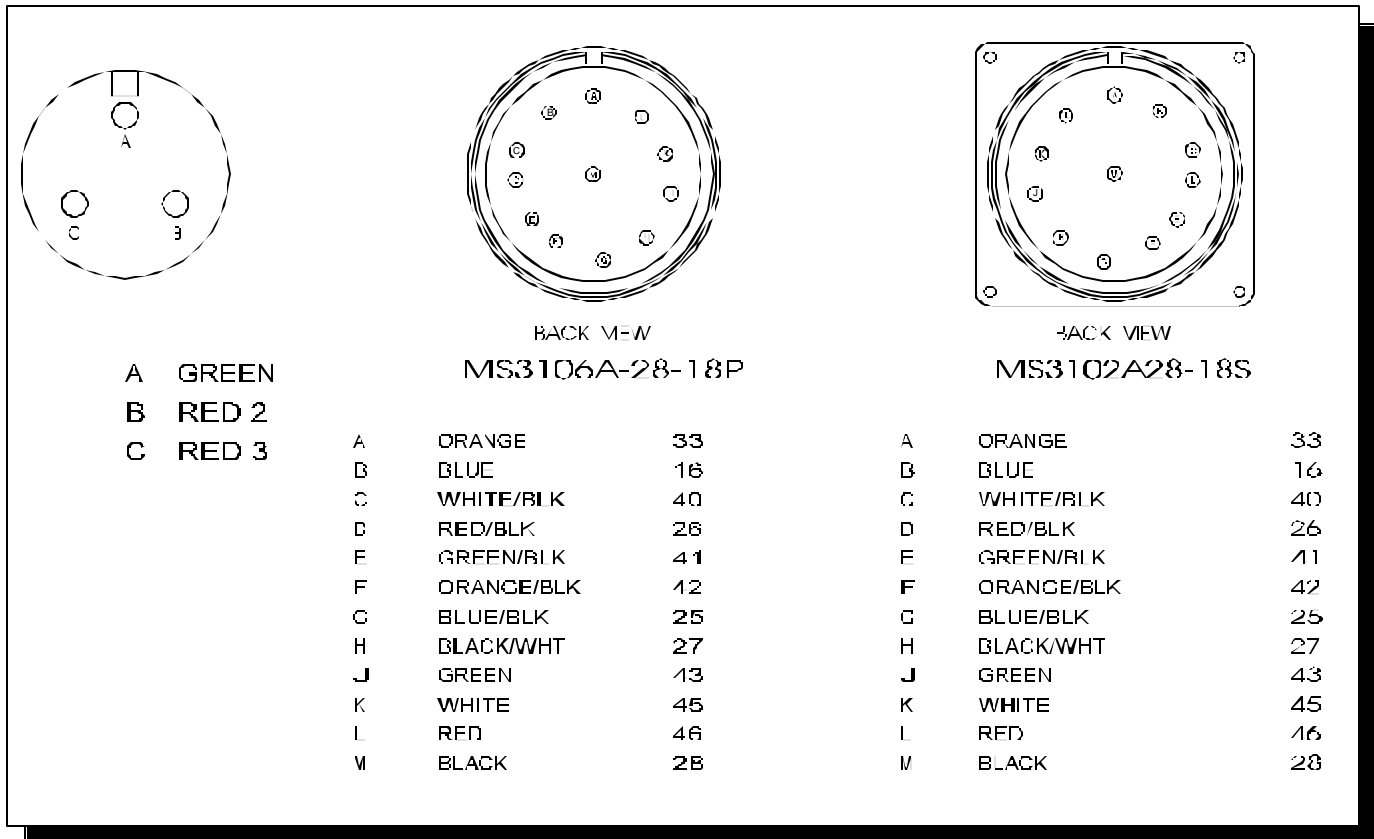 A
C B
A GREEN
B RED 2
C RED 3
A
B
C
M
G
BACK VIEW
MS3106A-28-18P
A ORANGE 33
B BLUE 16
C WHITE/BLK 40
D RED/BLK 26
E GREEN/BLK 41
F ORANGE/BLK 42
G BLUE/BLK 25
H BLACK/WHT 27
J GREEN 43
K WHITE 45
L RED 46
M BLACK 28
A
K
J
BACK VIEW
MS3102A28-18S
A ORANGE 33
B BLUE 16
C WHITE/BLK 40
D RED/BLK 26
E GREEN/BLK 41
F ORANGE/BLK 42
G BLUE/BLK 25
H BLACK/WHT 27
J GREEN 43
K WHITE 45
L RED 46
M BLACK 28